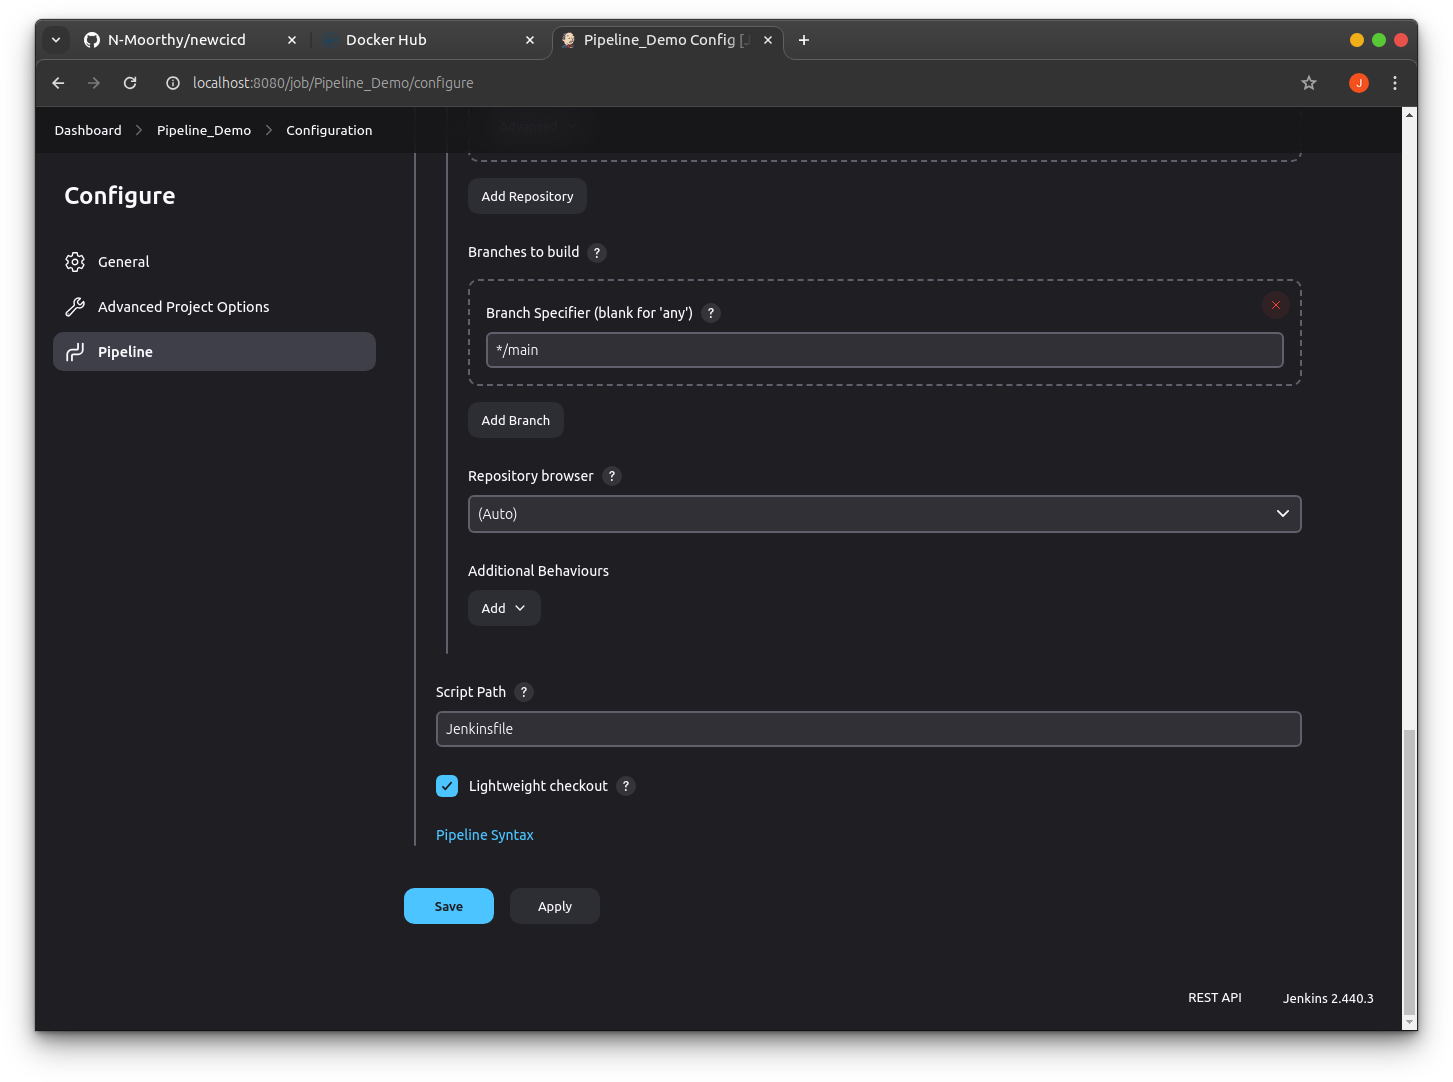 N-Moorthy/newcicd
Docker Hub
Pipeline_Demo Config [J
localhost:8080/job/Pipeline_Demo/configure
J
Dashboard
Pipeline_Demo
Configuration
Advanced
Configure
General
Advanced Project Options
Pipeline
Add Repository
Branches to build ?
Branch Specifier (blank for 'any') ?
*/main
Add Branch
Repository browser ?
(Auto)
Additional Behaviours
Add
Script Path ?
Jenkinsfile
Lightweight checkout ?
Pipeline Syntax
Save
Apply
REST API
Jenkins 2.440.3